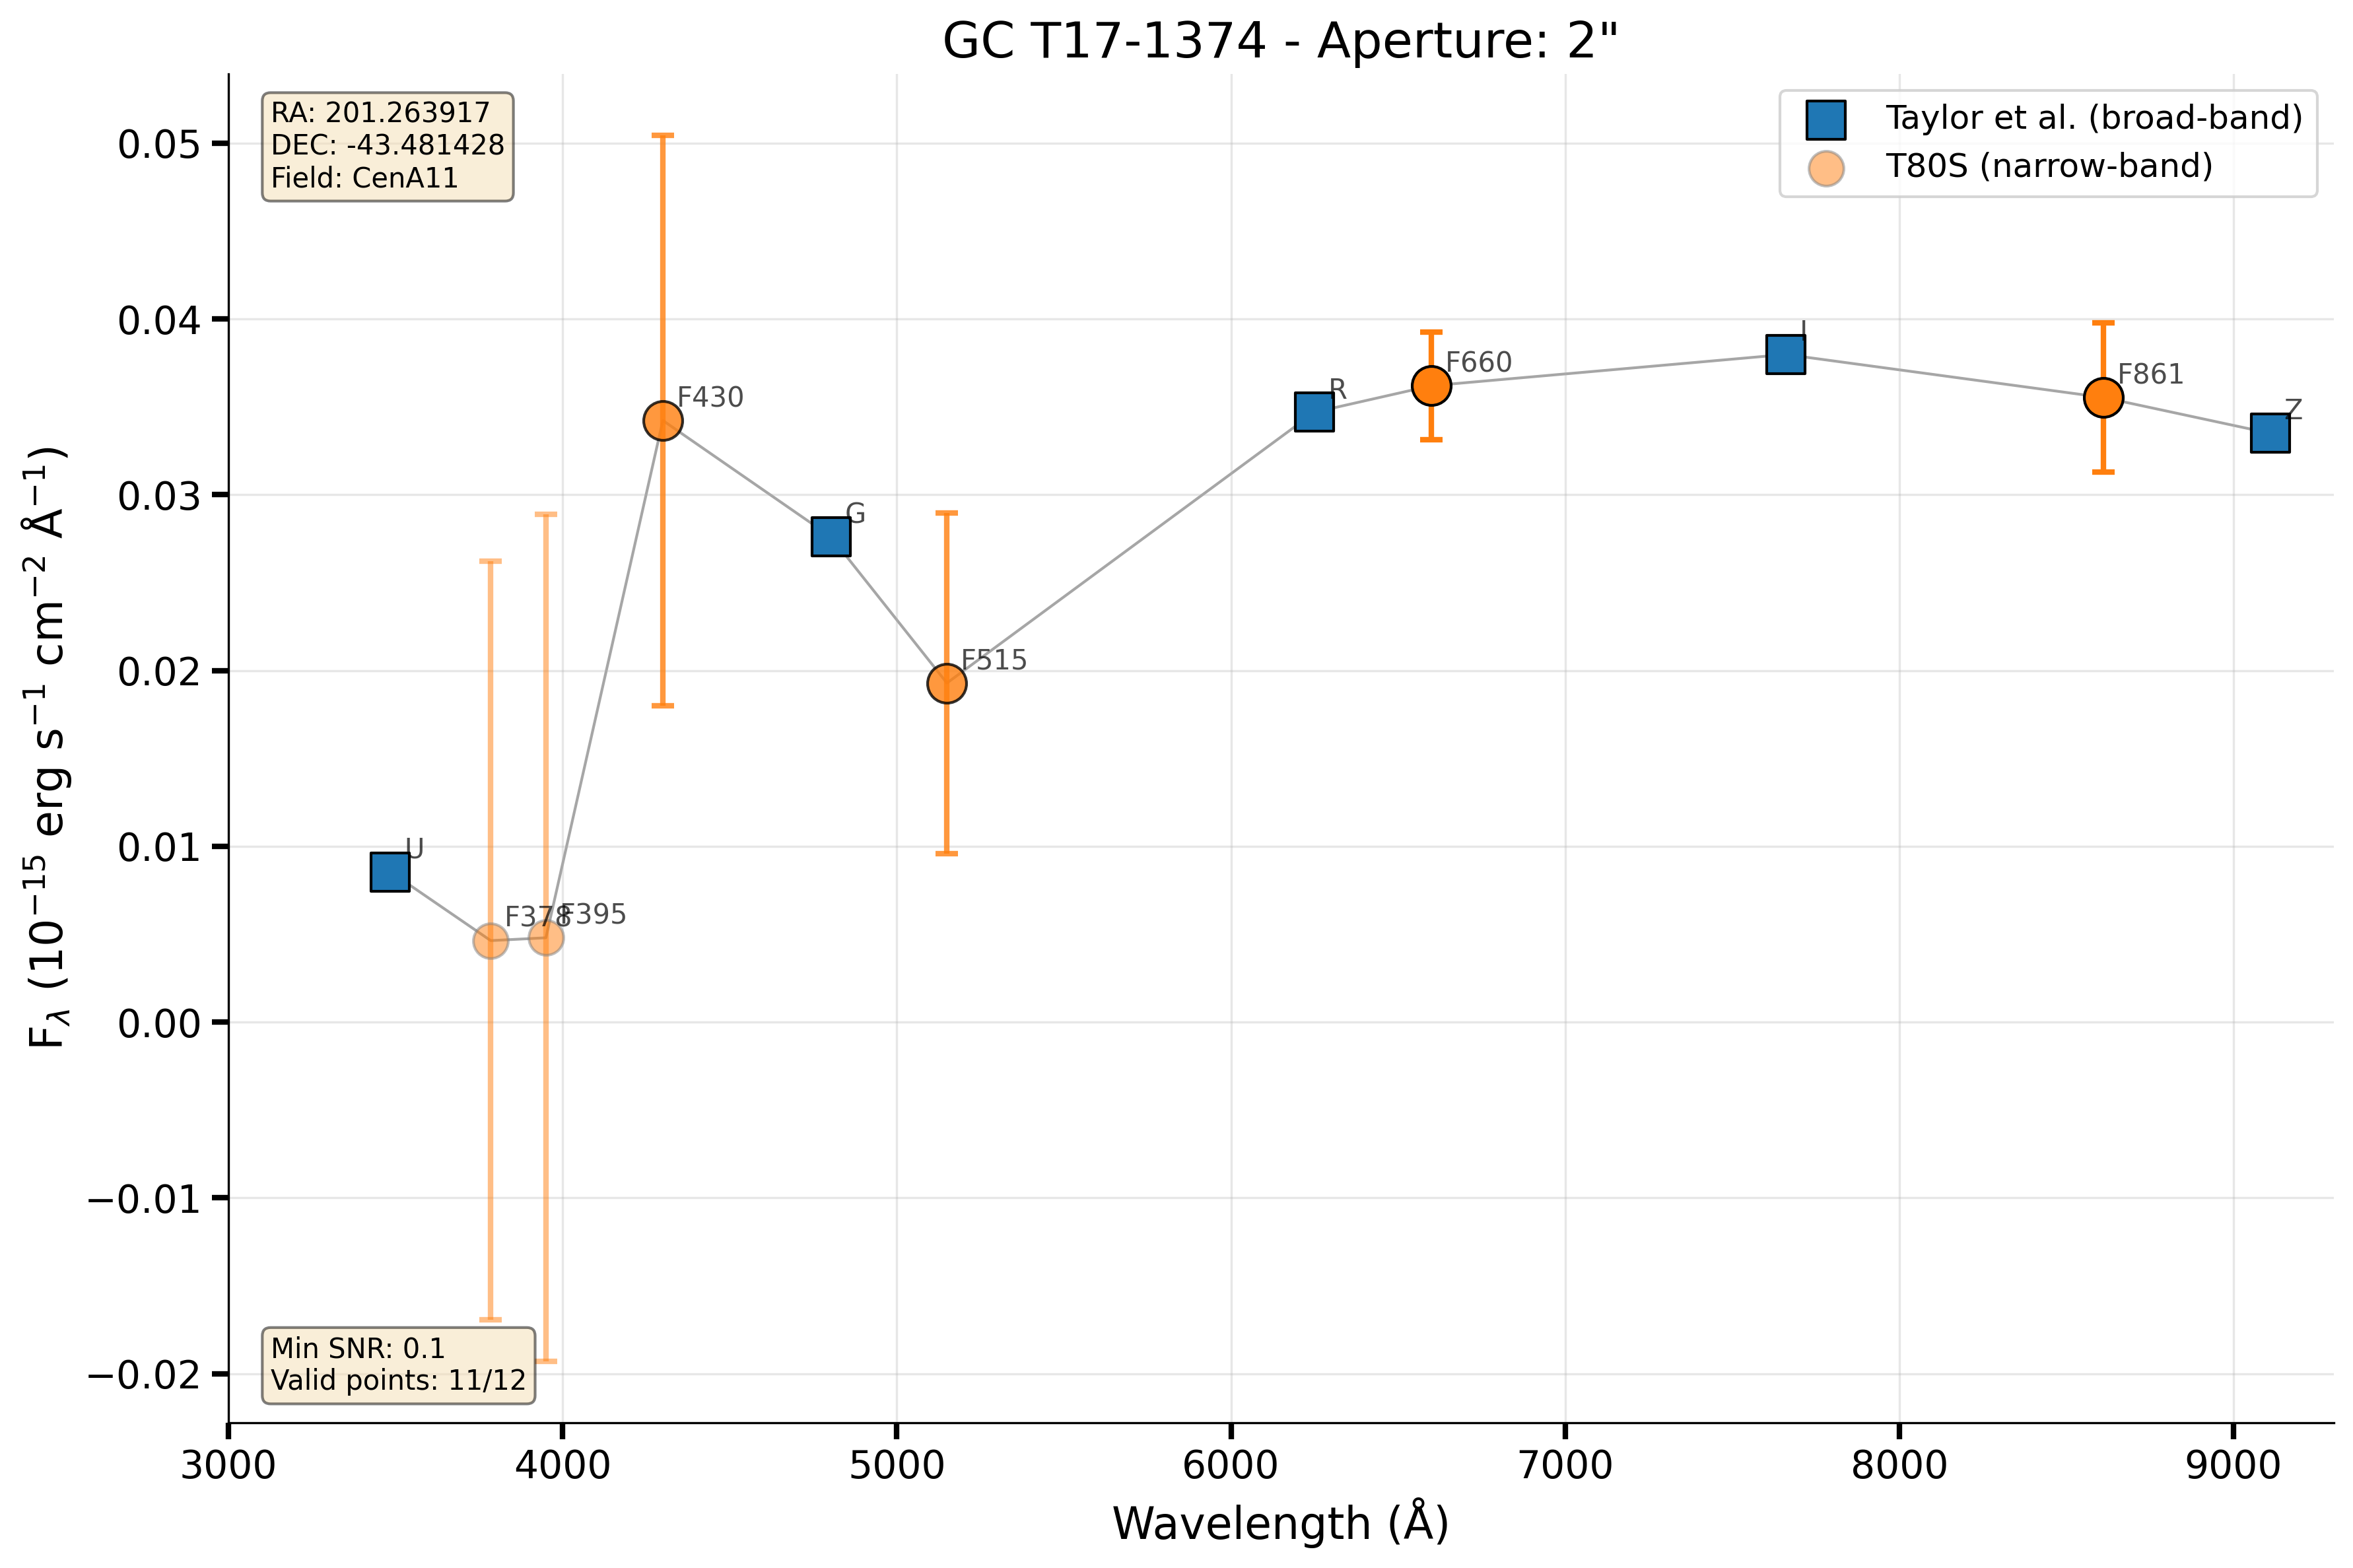 GC T17-1374 - Aperture: 2"
RA: 201.263917
DEC: -43.481428
Field: CenA11
Taylor et al. (broad-band)
T80S (narrow-band)
0.05
0.04
0.03
0.02
0.01
0.00
−0.01
−0.02
F$_λ$ (10$^{−15}$ erg s$^{−1}$ cm$^{−2}$ Å$^{−1}$)
U
F378
F395
F430
G
F515
R
F660
I
F861
Z
Min SNR: 0.1
Valid points: 11/12
3000 4000 5000 6000 7000 8000 9000
Wavelength (Å)